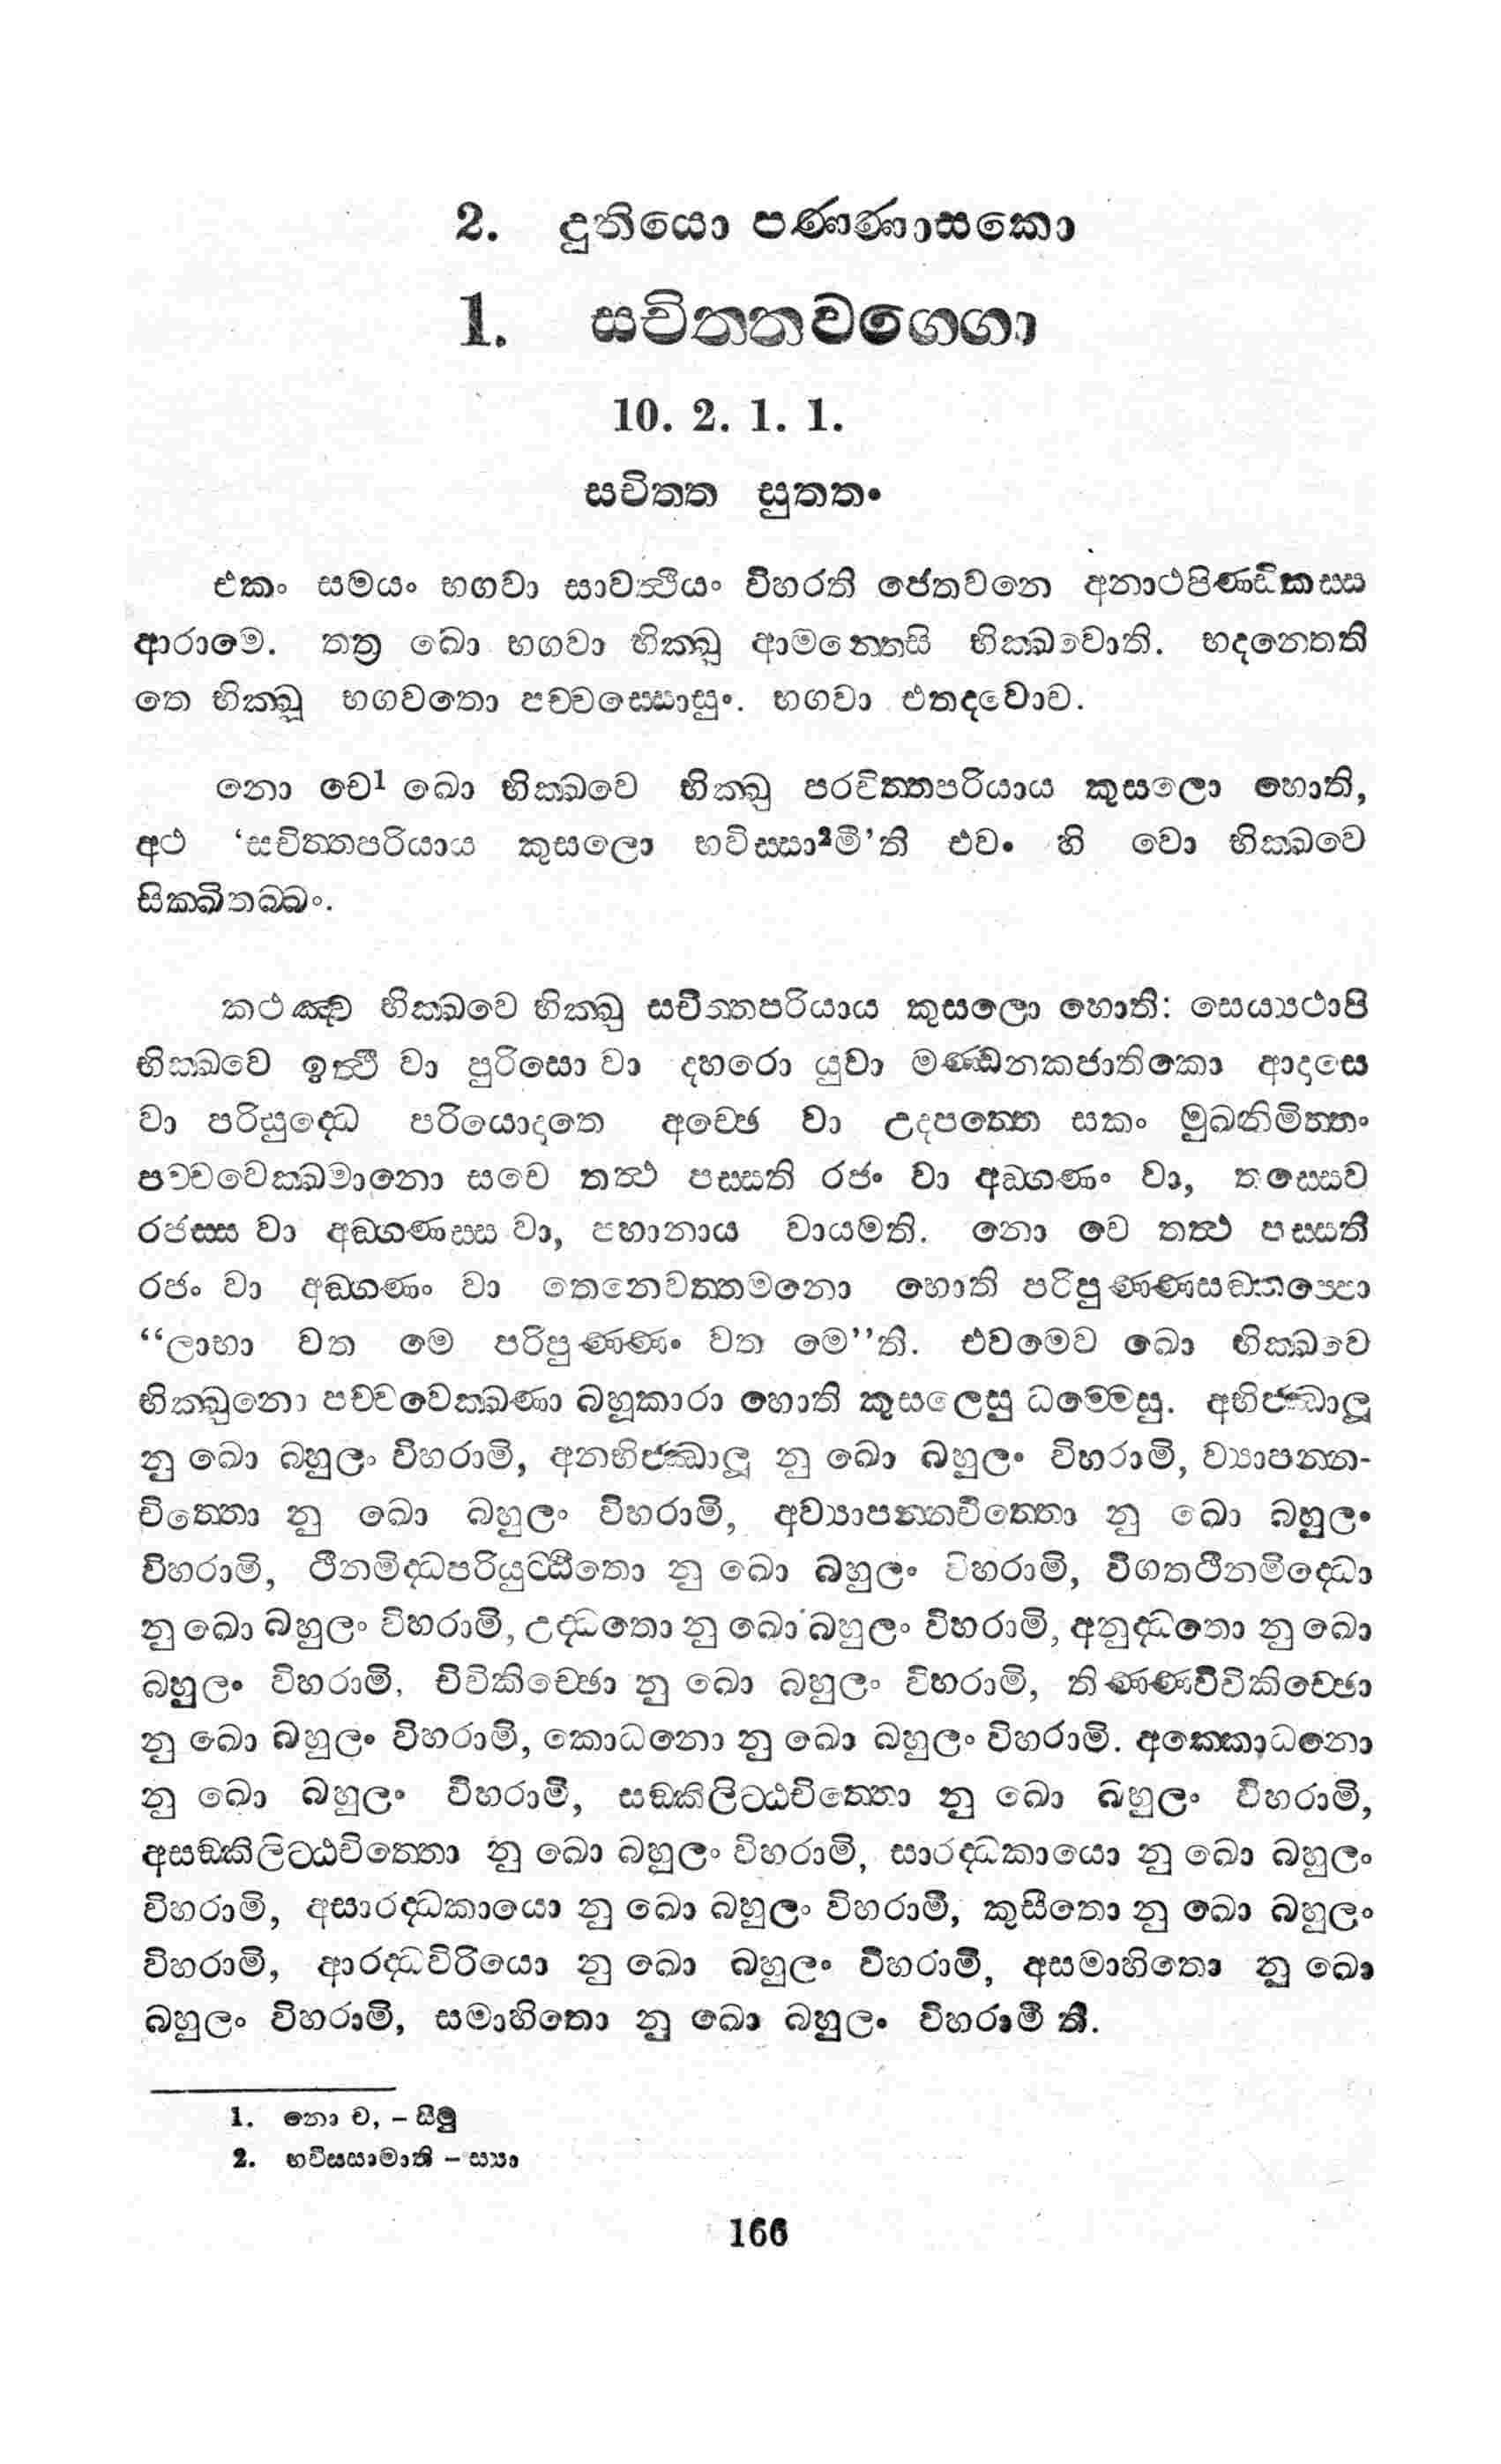 2. දුතියො පණ්ණාසකො
1. සචිත්තවග්ගො
10. 2. 1. 1.
සචිත්ත සුත්තං
එකං සමයං භගවා සාවත්ථියං විහරති ජෙතවනෙ අනාථපිණ්ඩිකස්ස
ආරාමෙ. තත්‍ර ඛො භගවා භික්ඛූ ආමන්තෙසි භික්ඛවොති. භදන්තෙති
තෙ භික්ඛූ භගවතො පච්චස්සොසුං. භගවා එතදවොච.
නො චෙ1 ඛො භික්ඛවෙ භික්ඛු පරචිත්තපරියාය කුසලො හොති,
අථ ‘සචිත්තපරියාය කුසලො භවිස්සා2මී’ති එවං හි වො භික්ඛවෙ
සික්ඛිතබ්බං.
කථඤ්ච භික්ඛවෙ භික්ඛු සචිත්තපරියාය කුසලො හොති: සෙය්‍යථාපි
භික්ඛවෙ ඉත්ථි වා පුරිසො වා දහරො යුවා මණ්ඩනකජාතිකො ආදාසෙ
වා පරිසුද්ධෙ පරියොදාතෙ අච්ඡෙ වා උදපත්තෙ සකං මුඛනිමිත්තං
පච්චවෙක්ඛමානො සචෙ තත්ථ පස්සති රජං වා අඞ්ගණං වා, තස්සෙව
රජස්ස වා අඞ්ගණස්ස වා, පහානාය වායමති. නො චෙ තත්ථ පස්සති
රජං වා අඞ්ගණං වා තෙනෙවත්තමනො හොති පරිපුණ්ණසඞ්කප්පො
“ලාභා වත මෙ පරිපුණ්ණං වත මෙ”ති. එවමෙව ඛො භික්ඛවෙ
භික්ඛුනො පච්චවෙක්ඛණා බහූකාරා හොති කුසලෙසු ධම්මෙසු. අභිජ්ඣාලූ
නු ඛො බහුලං විහරාමි, අනභිජ්ඣාලූ නු ඛො බහුලං විහරාමි, ව්‍යාපන්න-
චිත්තො නු ඛො බහුලං විහරාමි, අව්‍යාපන්නචිත්තො නු ඛො බහුලං
විහරාමි, ථීනමිද්ධපරියුට්ඨිතො නු ඛො බහුලං විහරාමි, විගතථීනමිද්ධො
නු ඛො බහුලං විහරාමි, උද්ධතො නු ඛො බහුලං විහරාමි, අනුද්ධතො නු ඛො
බහුලං විහරාමි, විචිකිච්ඡො නු ඛො බහුලං විහරාමි, තිණ්ණවිචිකිච්ඡො
නු ඛො බහුලං විහරාමි, කොධනො නු ඛො බහුලං විහරාමි. අක්කොධනො
නු ඛො බහුලං විහරාමි, සඞ්කිලිට්ඨචිත්තො නු ඛො බහුලං විහරාමි,
අසඞ්කිලිට්ඨචිත්තො නු ඛො බහුලං විහරාමි, සාරද්ධකායො නු ඛො බහුලං
විහරාමි, අසාරද්ධකායො නු ඛො බහුලං විහරාමි, කුසීතො නු ඛො බහුලං
විහරාමි, ආරද්ධවිරියො නු ඛො බහුලං විහරාමි, අසමාහිතො නු ඛො
බහුලං විහරාමි, සමාහිතො නු ඛො බහුලං විහරාමී ති.
1. නො ච, – සීමු
2. භවිස්සාමාති – ස්‍යා
166